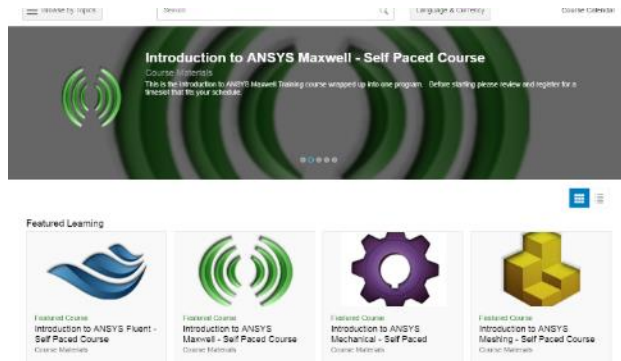 Browse by Topics
Search
Language & Currency
Course Calendar
Introduction to ANSYS Maxwell - Self Paced Course
Course Materials
This is the Introduction to ANSYS Maxwell Training course wrapped up into one program. Before starting please review and register for a
timeslot that fits your schedule.
Featured Learning
Featured Course
Introduction to ANSYS Fluent -
Self Paced Course
Course Materials
Featured Course
Introduction to ANSYS
Maxwell - Self Paced Course
Course Materials
Featured Course
Introduction to ANSYS
Mechanical - Self Paced
Course Materials
Featured Course
Introduction to ANSYS
Meshing - Self Paced Course
Course Materials